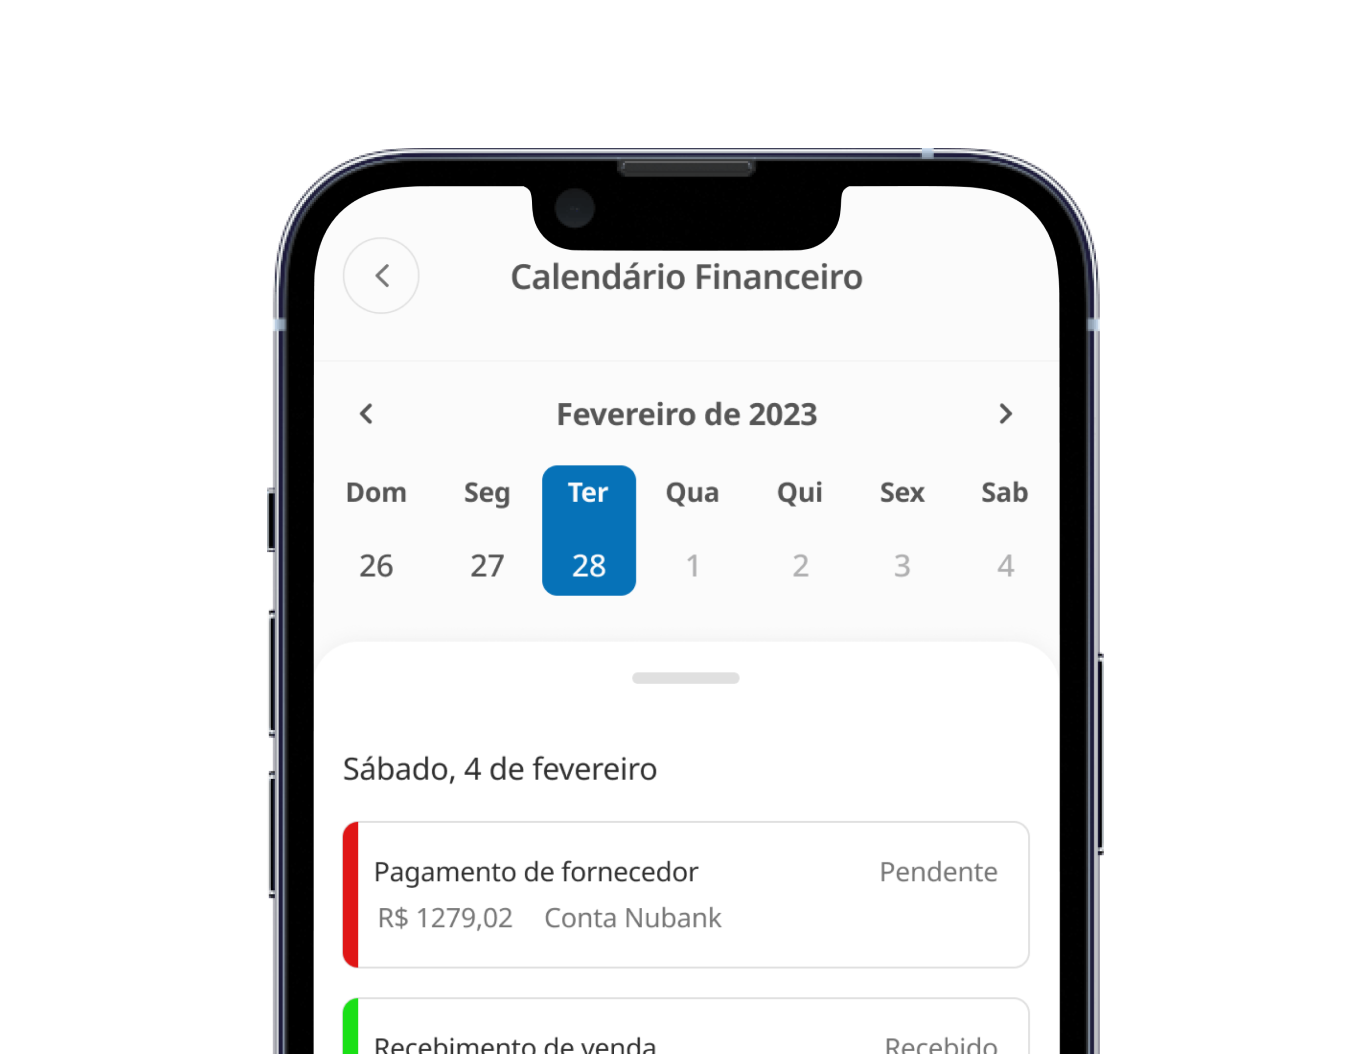 Calendário Financeiro
Fevereiro de 2023
Dom Seg Ter Qua Qui Sex Sab
26 27 28 1 2 3 4
Sábado, 4 de fevereiro
Pagamento de fornecedor Pendente
R$ 1279,02 Conta Nubank
Recebimento de venda Recebido